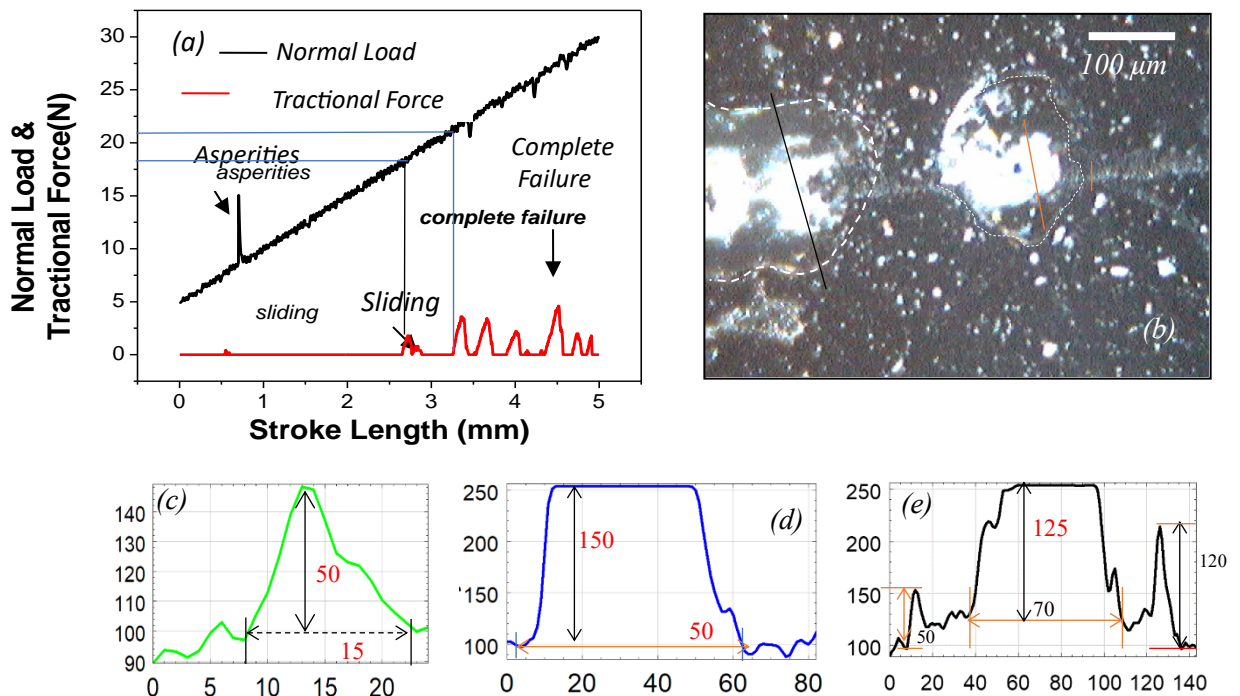 (a)
Normal Load
Tractional Force
Normal Load &
Tractional Force(N)
30
25
20
15
10
5
0
Asperities
asperities
Complete
Failure
complete failure
sliding
Sliding
0 1 2 3 4 5
Stroke Length (mm)
100 μm
(b)
(c)
140
130
120
110
100
90
50
15
0 10 20
(d)
250
200
150
100
150
50
0 20 40 60 80
(e)
250
200
150
100
125
120
70
50
0 20 40 60 80 100 120 140